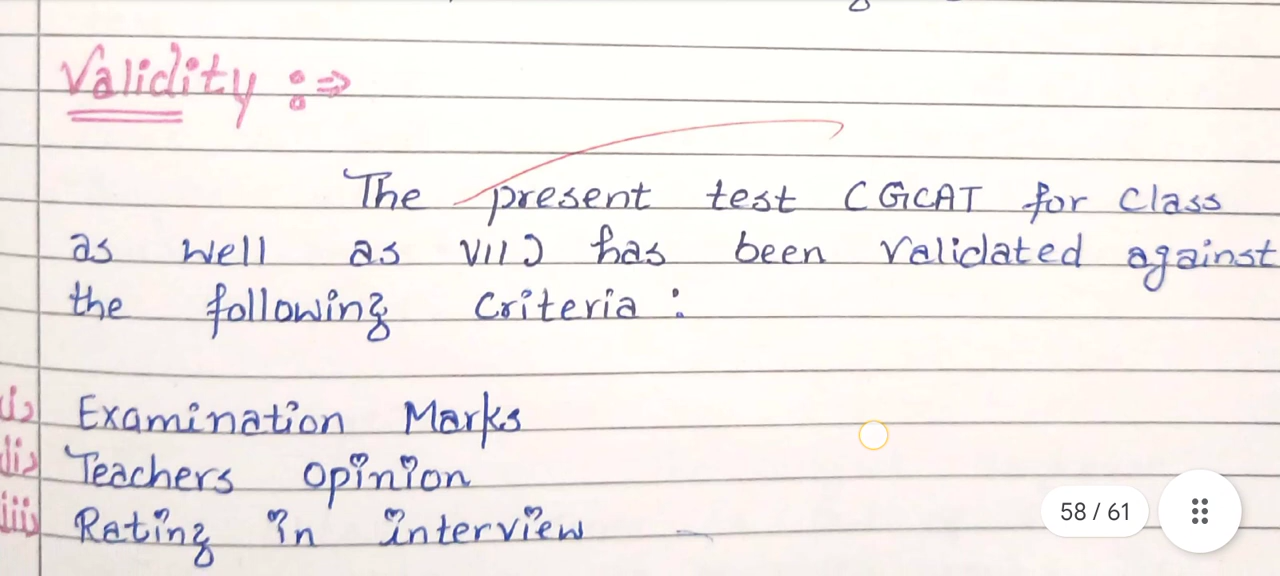 Validity :⇒
The present test CGCAT for Class
as well as VII) has been validated against
the following Criteria :
i) Examination Marks
ii) Teachers Opinion
iii) Rating in interview
58 / 61